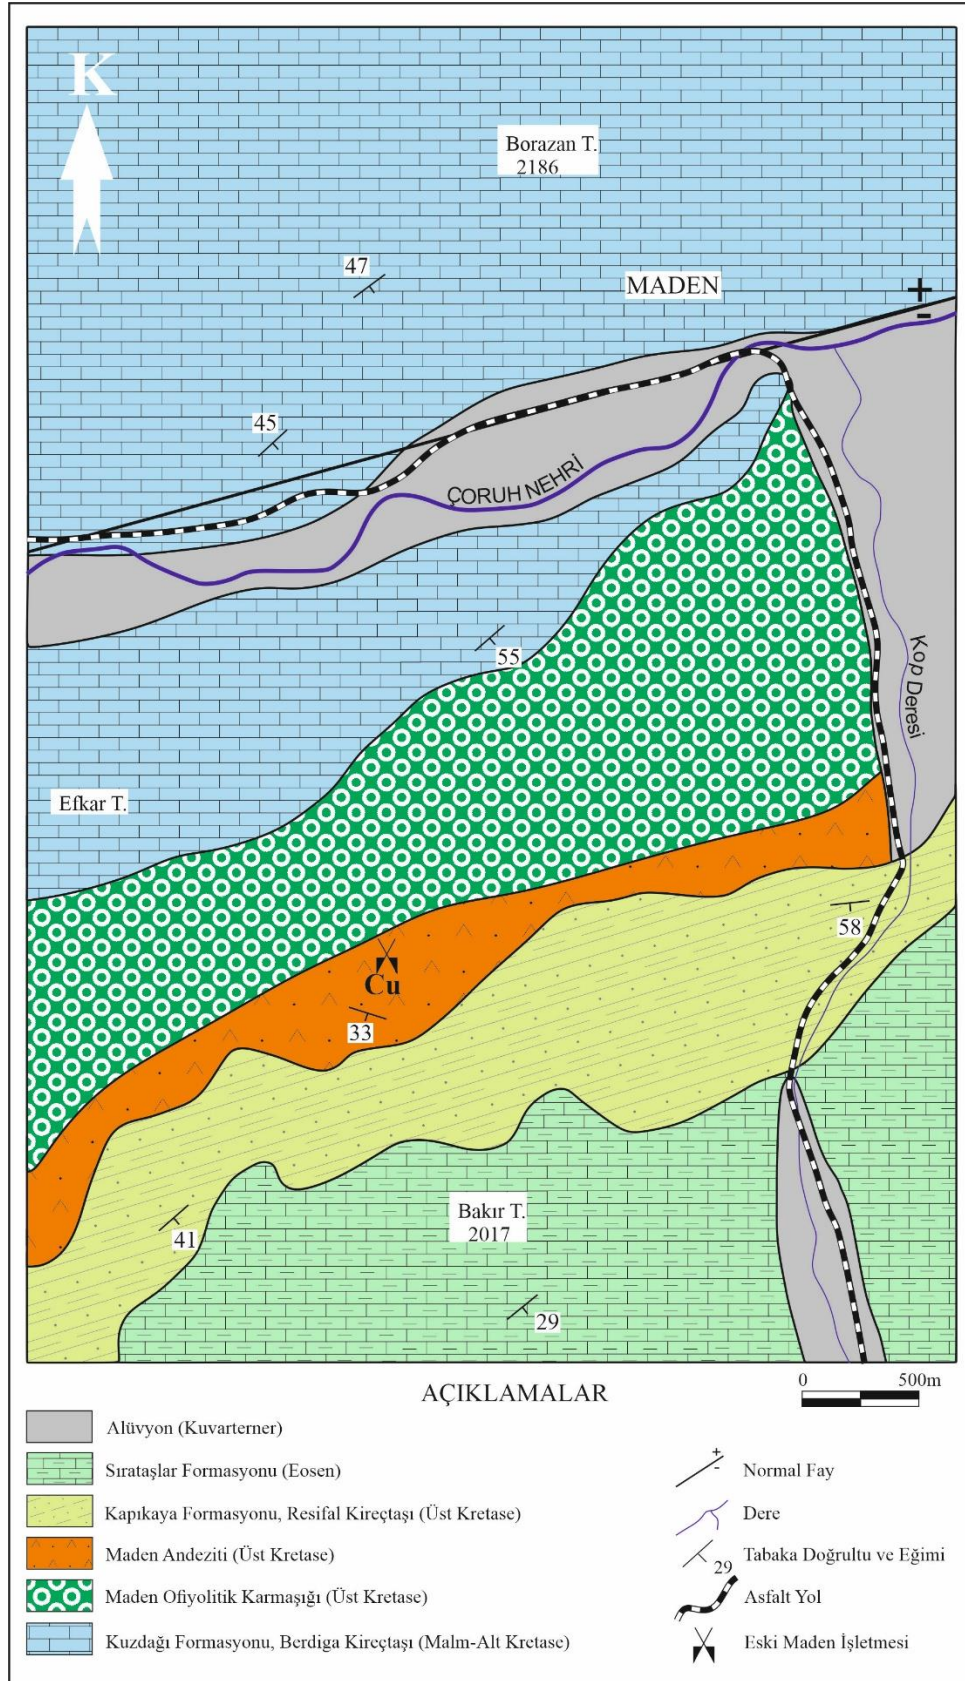 K
Borazan T.
2186
47
MADEN
+
-
45
ÇORUH NEHRİ
55
Kop Deresi
Efkar T.
58
Cu
33
Bakır T.
2017
41
29
AÇIKLAMALAR
0 500m
Alüvyon (Kuvarterner)
Sırataşlar Formasyonu (Eosen)
Kapıkaya Formasyonu, Resifal Kireçtaşı (Üst Kretase)
Maden Andeziti (Üst Kretase)
Maden Ofiyolitik Karmaşığı (Üst Kretase)
Kuzdağı Formasyonu, Berdiga Kireçtaşı (Malm-Alt Kretase)
+
-
Normal Fay
Dere
29 Tabaka Doğrultu ve Eğimi
Asfalt Yol
Eski Maden İşletmesi